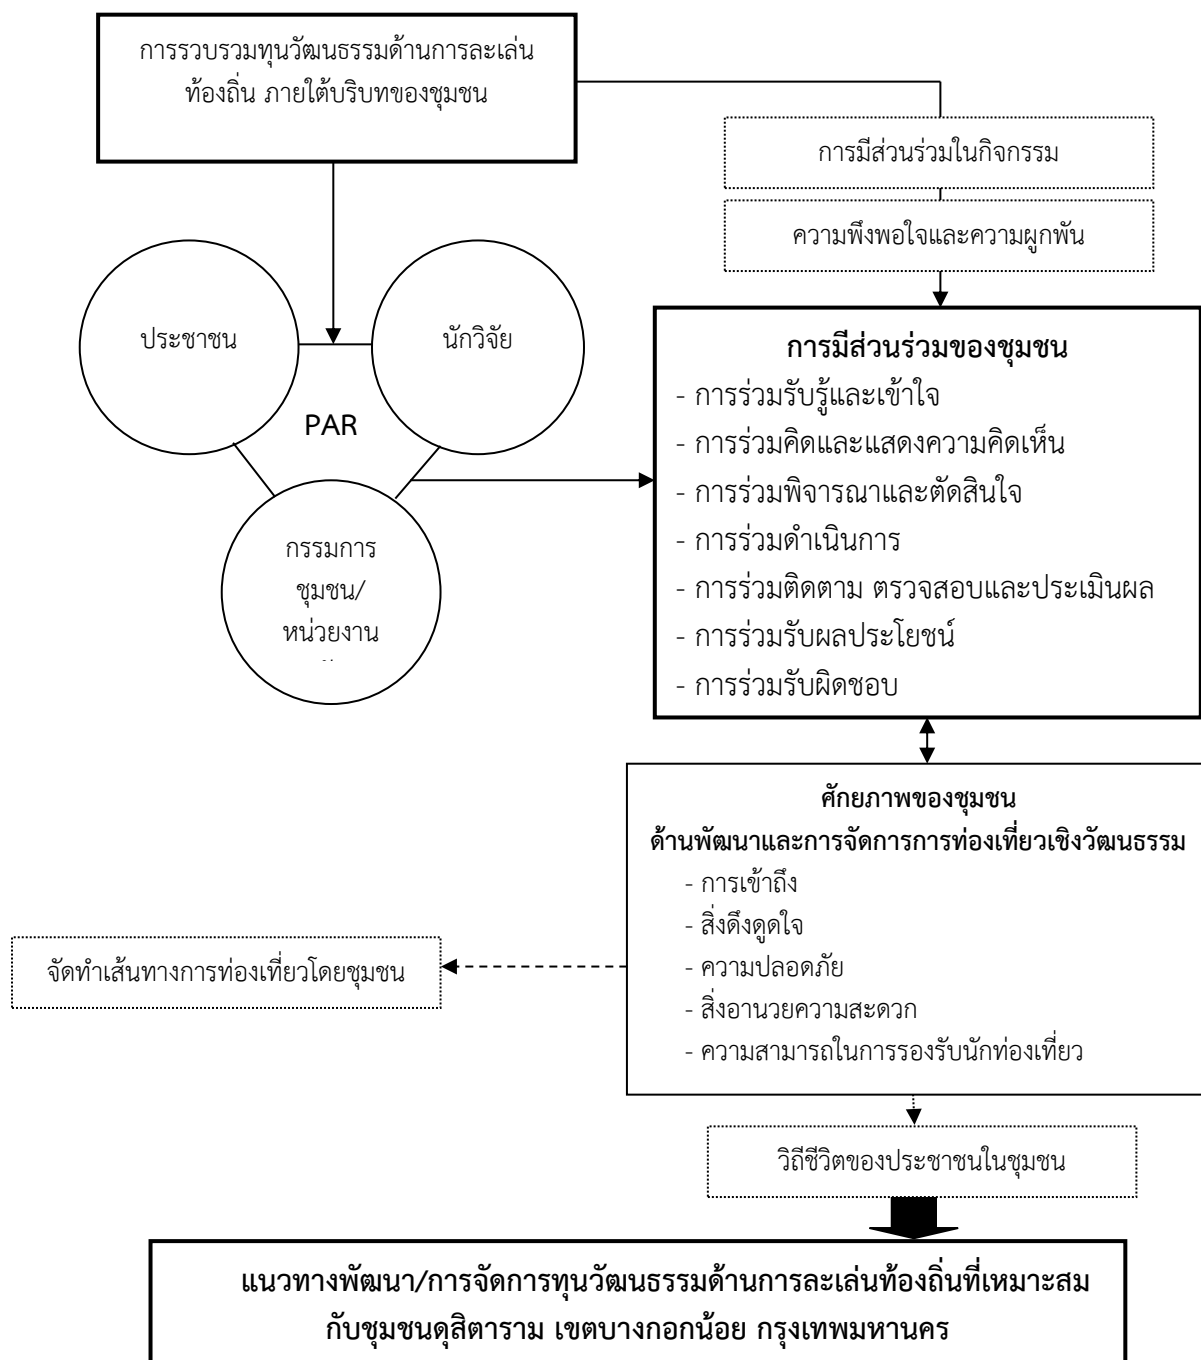 การรวบรวมทุนวัฒนธรรมด้านการละเล่น
ท้องถิ่น ภายใต้บริบทของชุมชน
การมีส่วนร่วมในกิจกรรม
ความพึงพอใจและความผูกพัน
ประชาชน
นักวิจัย
PAR
กรรมการ
ชุมชน/
หน่วยงาน
การมีส่วนร่วมของชุมชน
- การร่วมรับรู้และเข้าใจ
- การร่วมคิดและแสดงความคิดเห็น
- การร่วมพิจารณาและตัดสินใจ
- การร่วมดำเนินการ
- การร่วมติดตาม ตรวจสอบและประเมินผล
- การร่วมรับผลประโยชน์
- การร่วมรับผิดชอบ
ศักยภาพของชุมชน
ด้านพัฒนาและการจัดการการท่องเที่ยวเชิงวัฒนธรรม
- การเข้าถึง
- สิ่งดึงดูดใจ
- ความปลอดภัย
- สิ่งอำนวยความสะดวก
- ความสามารถในการรองรับนักท่องเที่ยว
จัดทำเส้นทางการท่องเที่ยวโดยชุมชน
วิถีชีวิตของประชาชนในชุมชน
แนวทางพัฒนา/การจัดการทุนวัฒนธรรมด้านการละเล่นท้องถิ่นที่เหมาะสม
กับชุมชนดุสิตาราม เขตบางกอกน้อย กรุงเทพมหานคร